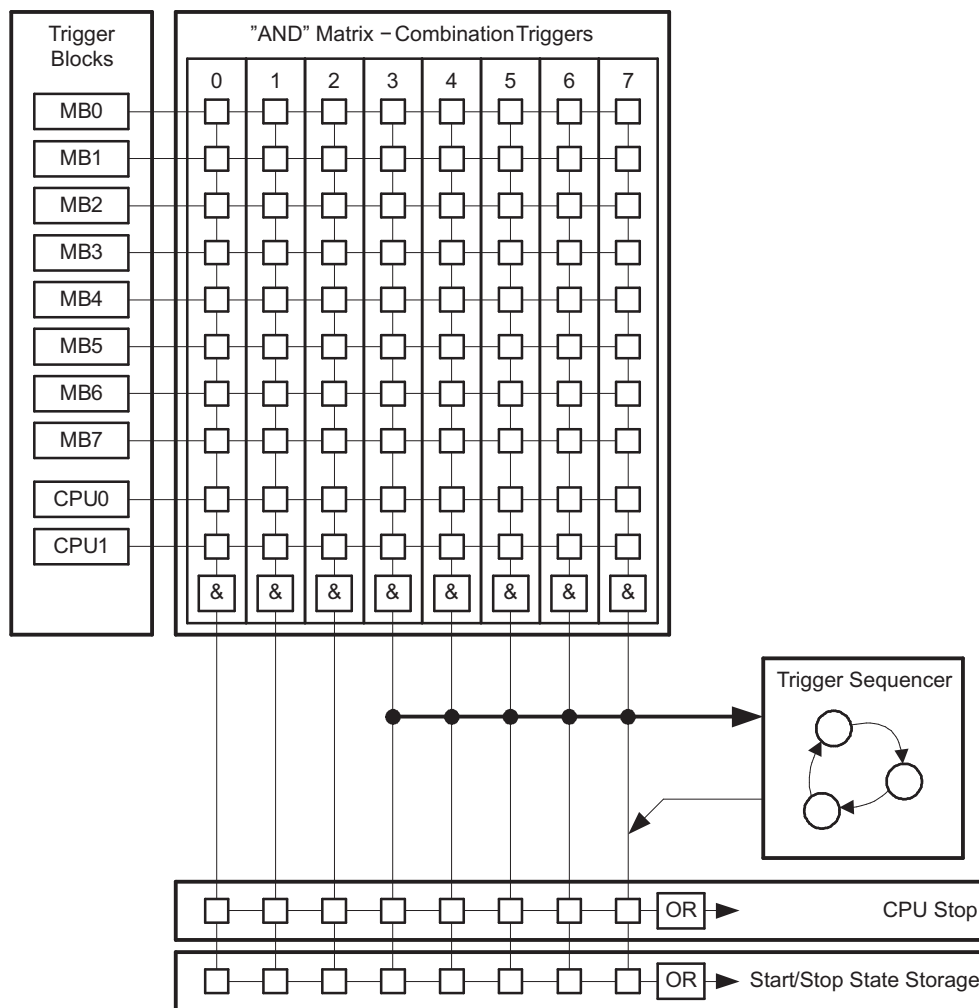 Trigger
Blocks
"AND" Matrix − Combination Triggers
0 1 2 3 4 5 6 7
MB0
MB1
MB2
MB3
MB4
MB5
MB6
MB7
CPU0
CPU1
& & & & & & & &
Trigger Sequencer
OR CPU Stop
OR Start/Stop State Storage